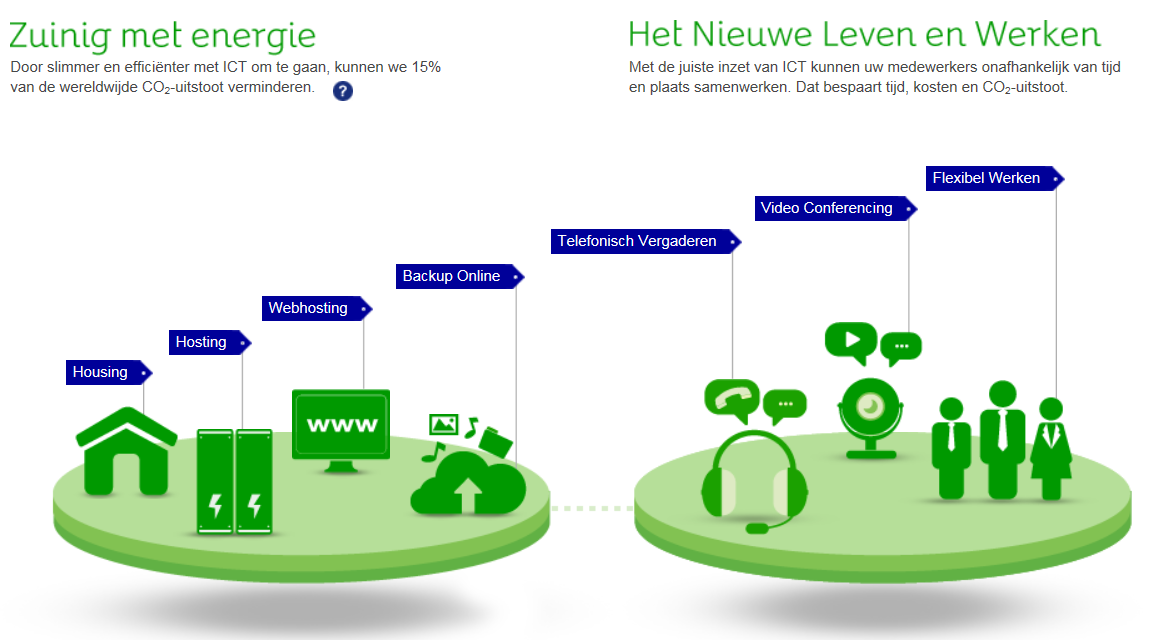 Zuinig met energie
Door slimmer en efficiënter met ICT om te gaan, kunnen we 15%
van de wereldwijde CO₂-uitstoot verminderen. ?
Het Nieuwe Leven en Werken
Met de juiste inzet van ICT kunnen uw medewerkers onafhankelijk van tijd
en plaats samenwerken. Dat bespaart tijd, kosten en CO₂-uitstoot.
Housing
Hosting
Webhosting
Backup Online
www
Telefonisch Vergaderen
Video Conferencing
Flexibel Werken